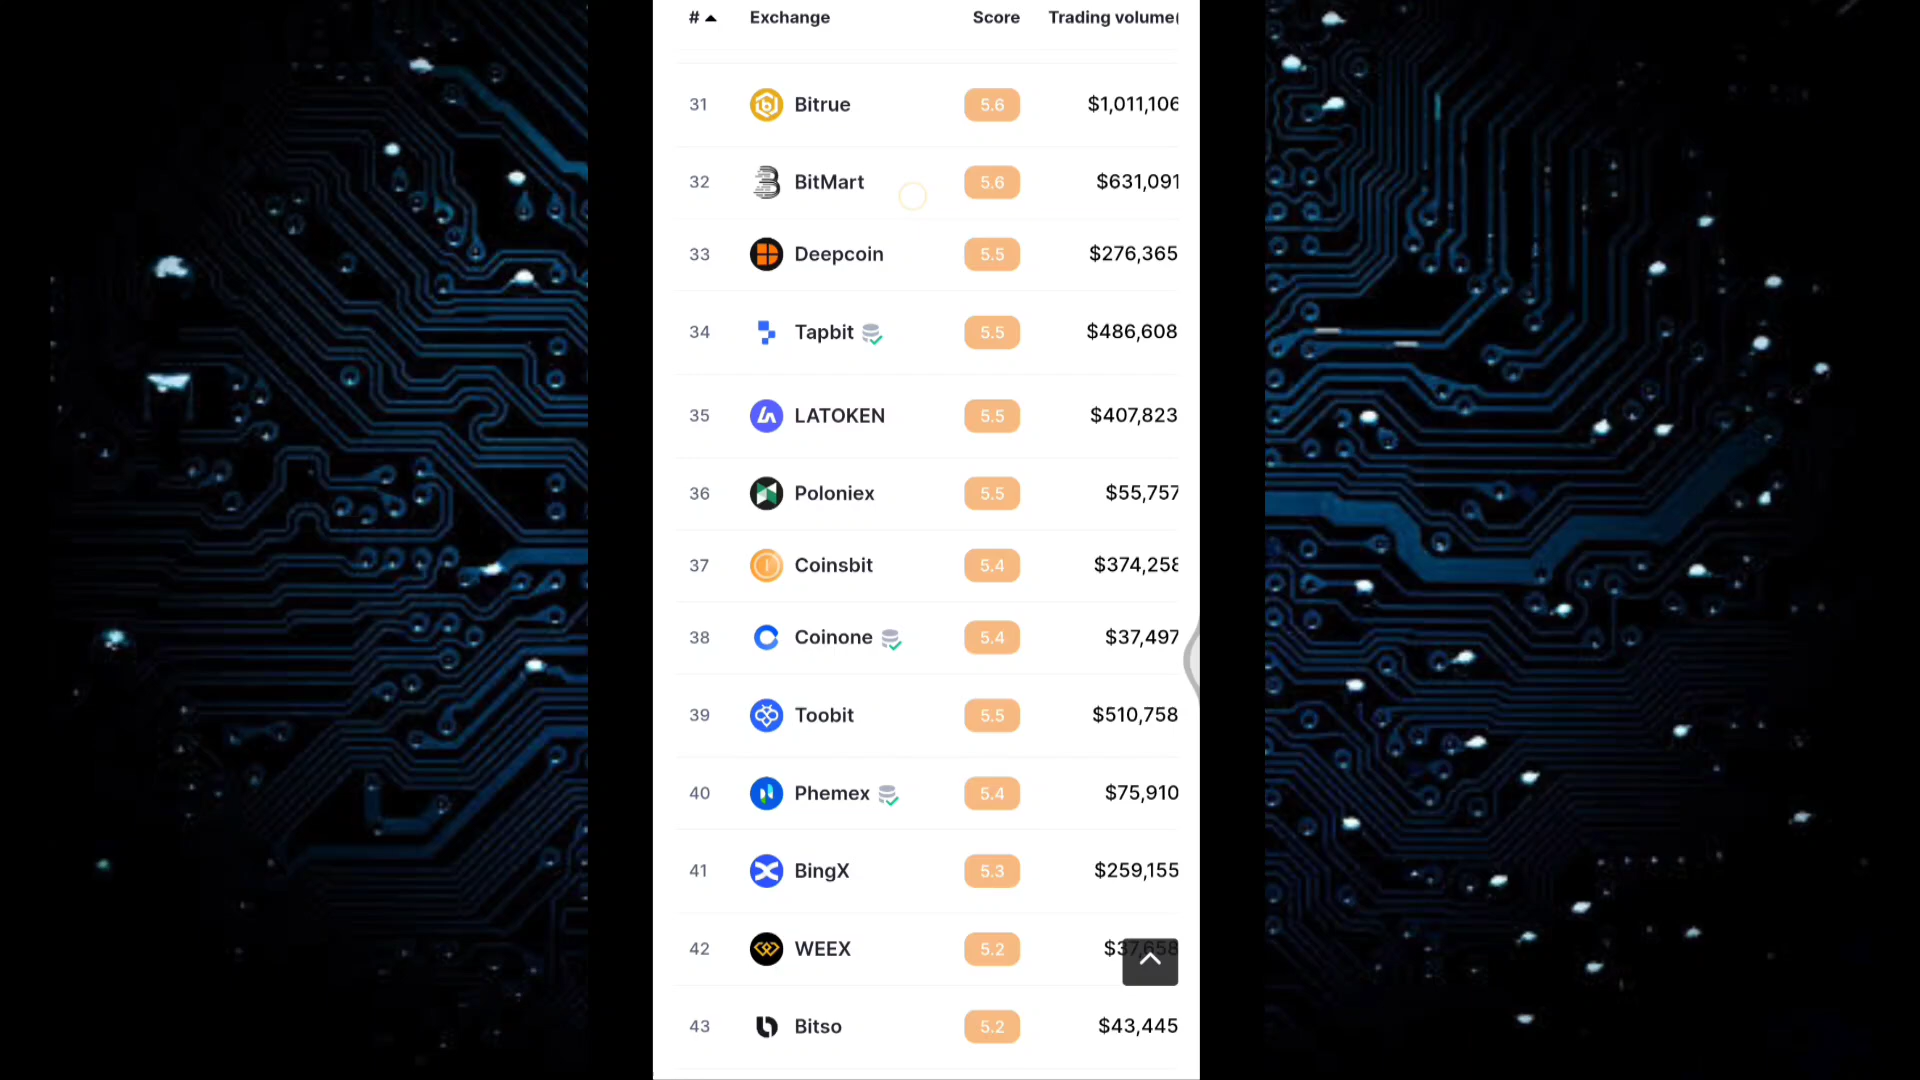 # Exchange Score Trading volume(
31 Bitrue 5.6 $1,011,106
32 BitMart 5.6 $631,091
33 Deepcoin 5.5 $276,365
34 Tapbit 5.5 $486,608
35 LATOKEN 5.5 $407,823
36 Poloniex 5.5 $55,757
37 Coinsbit 5.4 $374,258
38 Coinone 5.4 $37,497
39 Toobit 5.5 $510,758
40 Phemex 5.4 $75,910
41 BingX 5.3 $259,155
42 WEEX 5.2 $37,658
43 Bitso 5.2 $43,445